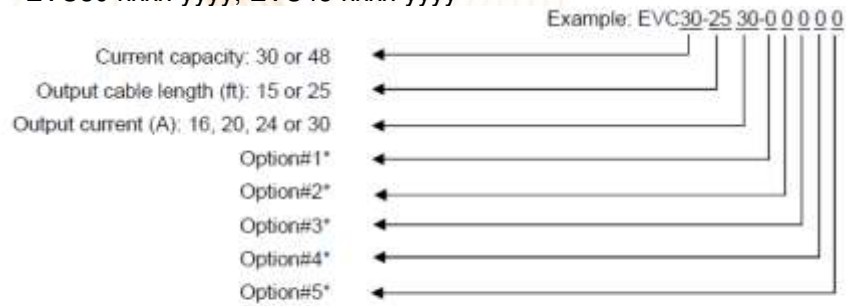 Example: EVC30-25 30-0 0 0 0 0
Current capacity: 30 or 48
Output cable length (ft): 15 or 25
Output current (A): 16, 20, 24 or 30
Option#1*
Option#2*
Option#3*
Option#4*
Option#5*